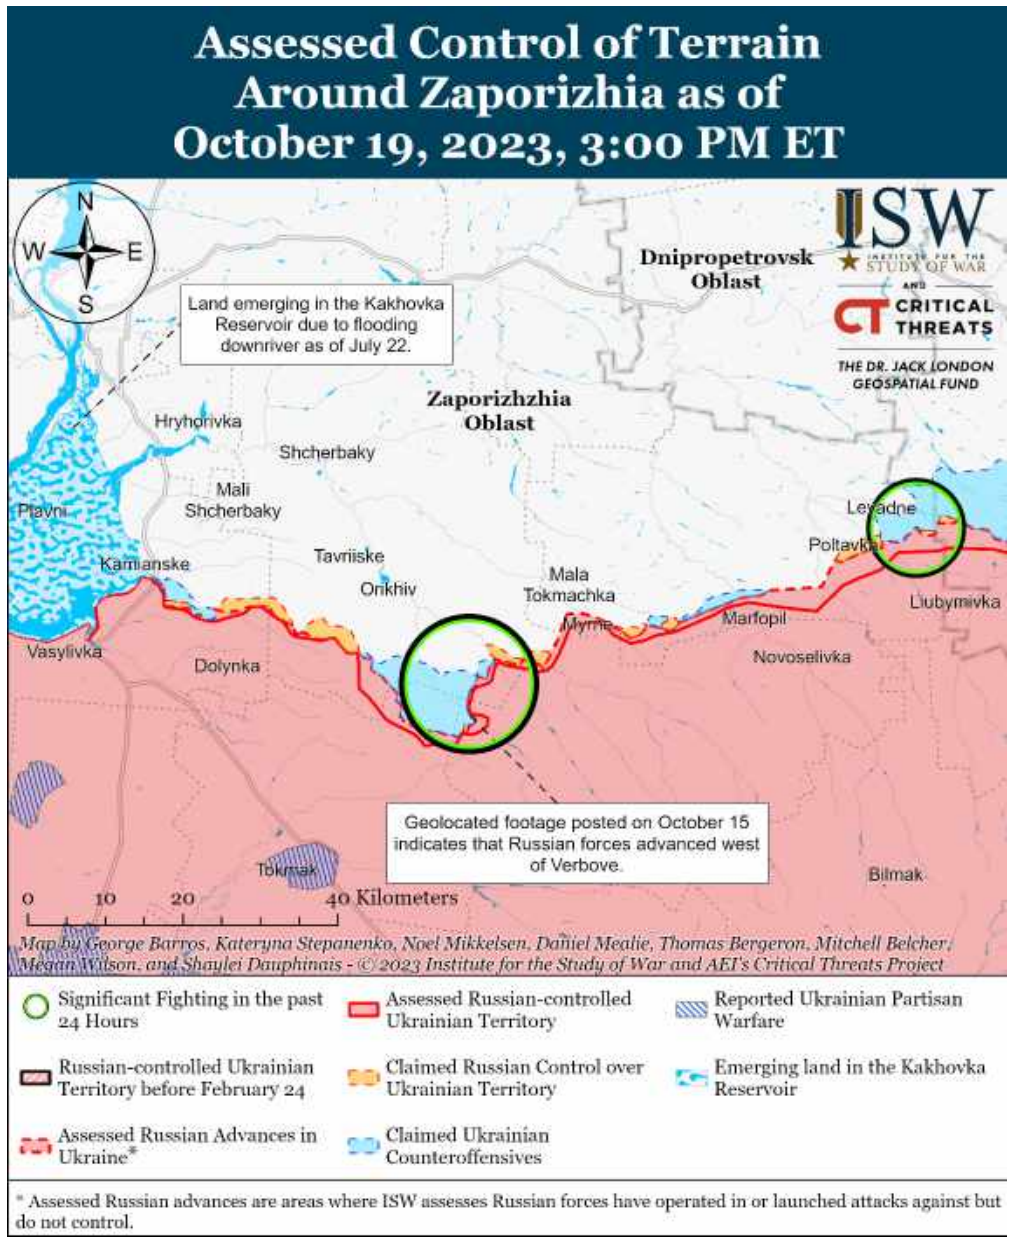 Assessed Control of Terrain
Around Zaporizhia as of
October 19, 2023, 3:00 PM ET
N
W
E
S
ISW
INSTITUTE FOR THE
STUDY OF WAR
AND
CT CRITICAL
THREATS
THE DR. JACK LONDON
GEOSPATIAL FUND
Dnipropetrovsk
Oblast
Land emerging in the Kakhovka
Reservoir due to flooding
downriver as of July 22.
Zaporizhzhia
Oblast
Hryhorivka
Shcherbaky
Mali
Shcherbaky
Plavni
Levadne
Poltavka
Tavriiske
Kamianske
Orikhiv
Mala
Tokmachka
Liubymivka
Marfopil
Myrne
Vasylivka
Dolynka
Novoselivka
Geolocated footage posted on October 15
indicates that Russian forces advanced west
of Verbove.
Tokmak
Bilmak
0 10 20 40 Kilometers
Map by George Barros, Kateryna Stepanenko, Noel Mikkelsen, Daniel Mealie, Thomas Bergeron, Mitchell Belcher,
Megan Wilson, and Shaylei Dauphinais - © 2023 Institute for the Study of War and AEI's Critical Threats Project
Significant Fighting in the past
24 Hours
Assessed Russian-controlled
Ukrainian Territory
Reported Ukrainian Partisan
Warfare
Russian-controlled Ukrainian
Territory before February 24
Claimed Russian Control over
Ukrainian Territory
Emerging land in the Kakhovka
Reservoir
Assessed Russian Advances in
Ukraine*
Claimed Ukrainian
Counteroffensives
* Assessed Russian advances are areas where ISW assesses Russian forces have operated in or launched attacks against but
do not control.